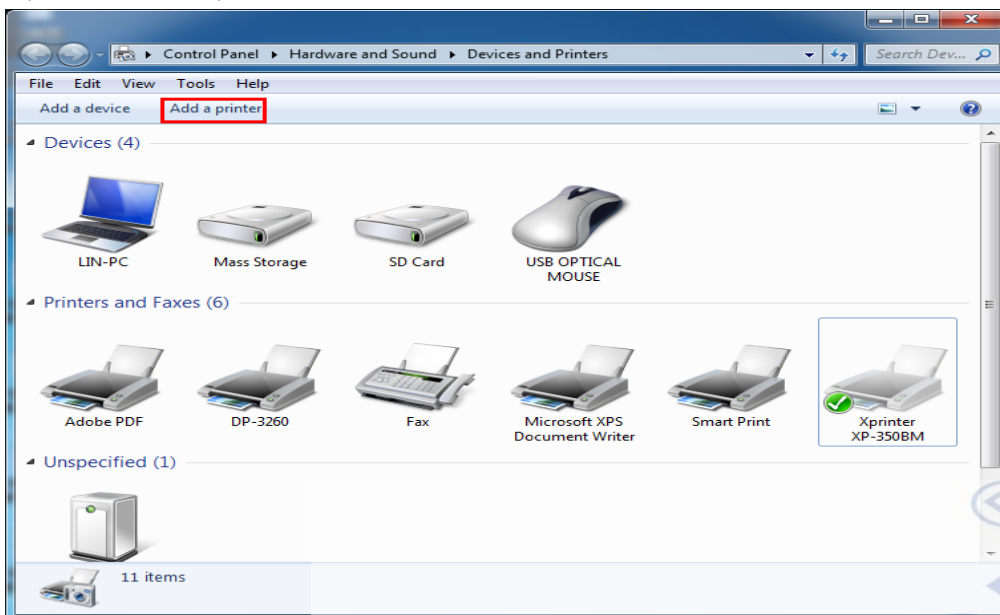 Control Panel ▸ Hardware and Sound ▸ Devices and Printers
Search Dev...
File Edit View Tools Help
Add a device Add a printer
Devices (4)
LIN-PC Mass Storage SD Card USB OPTICAL
MOUSE
Printers and Faxes (6)
Adobe PDF DP-3260 Fax Microsoft XPS Smart Print Xprinter
Document Writer XP-350BM
Unspecified (1)
11 items